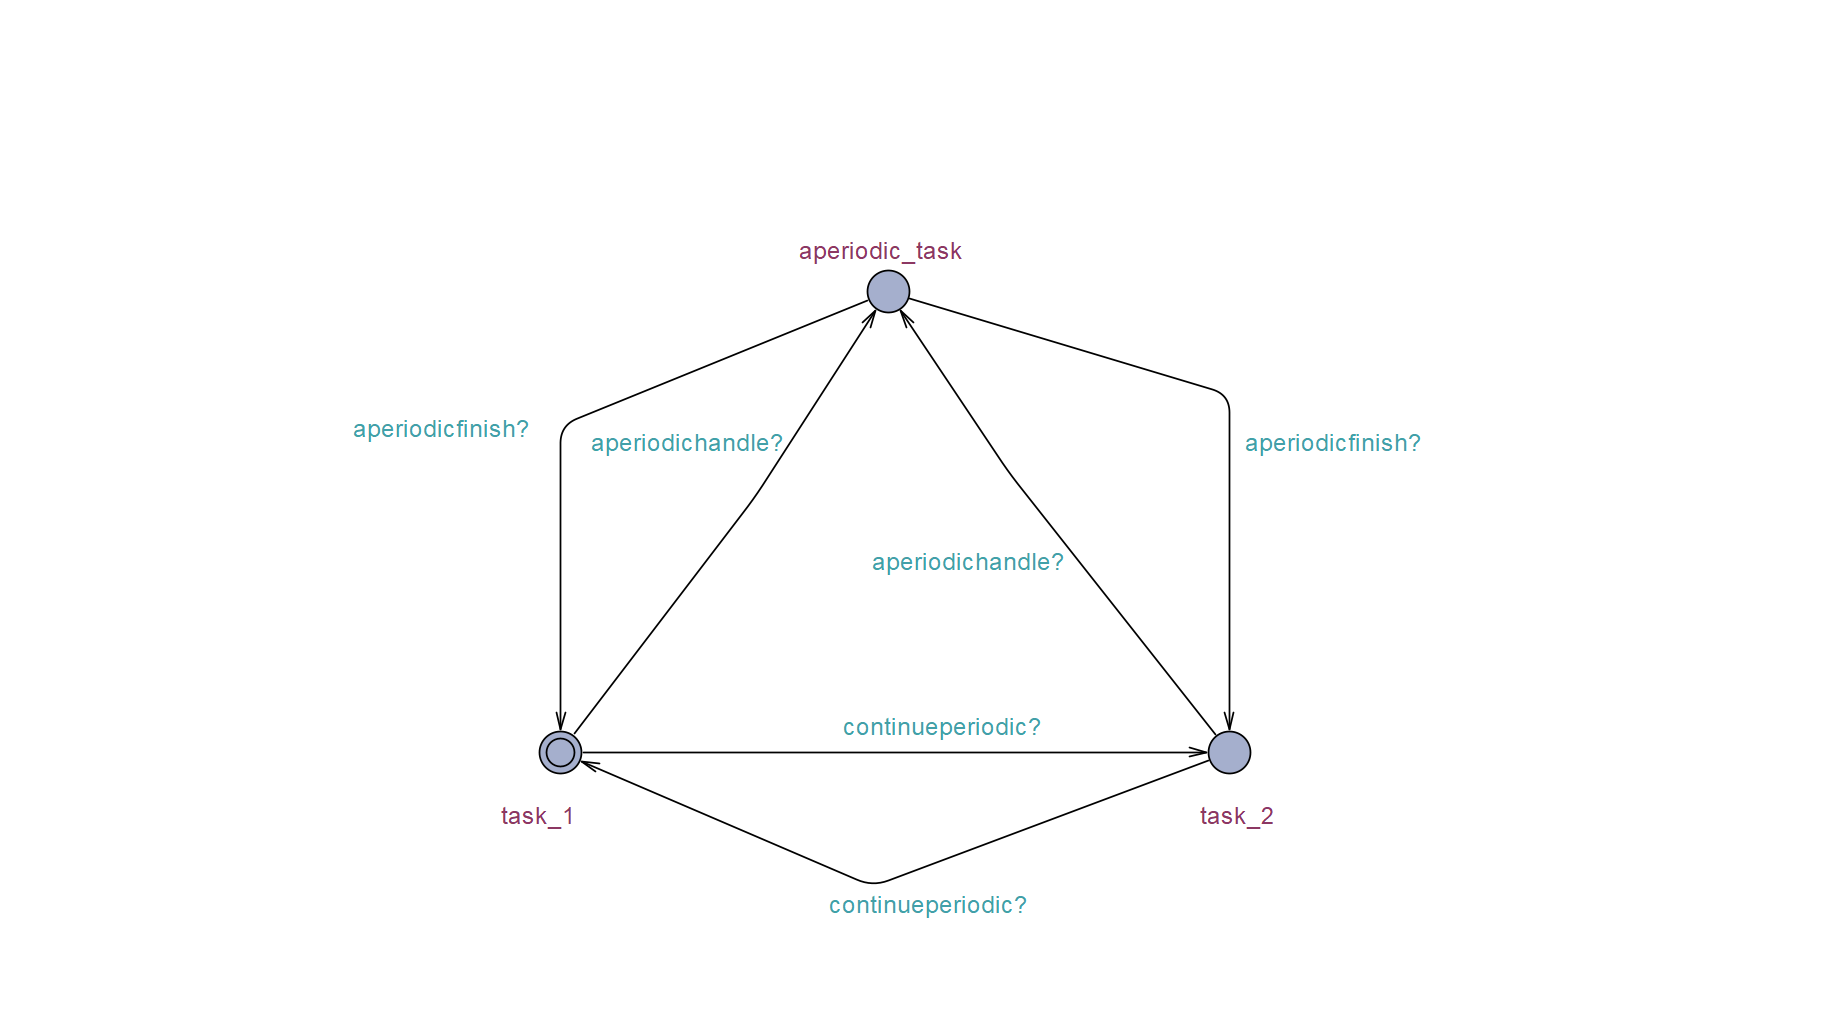 aperiodic_task
aperiodicfinish?
aperiodichandle?
aperiodicfinish?
aperiodichandle?
continueperiodic?
task_1
task_2
continueperiodic?